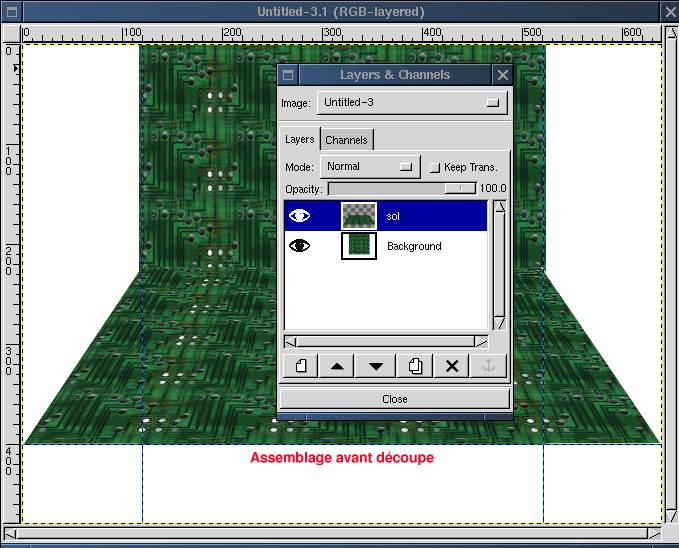 Untitled-3.1 (RGB-layered)
0 100 200 300 400 500 600
0
100
200
300
400
Layers & Channels
Image: Untitled-3
Layers Channels
Mode: Normal Keep Trans.
Opacity: 100.0
sol
Background
Close
Assemblage avant découpe